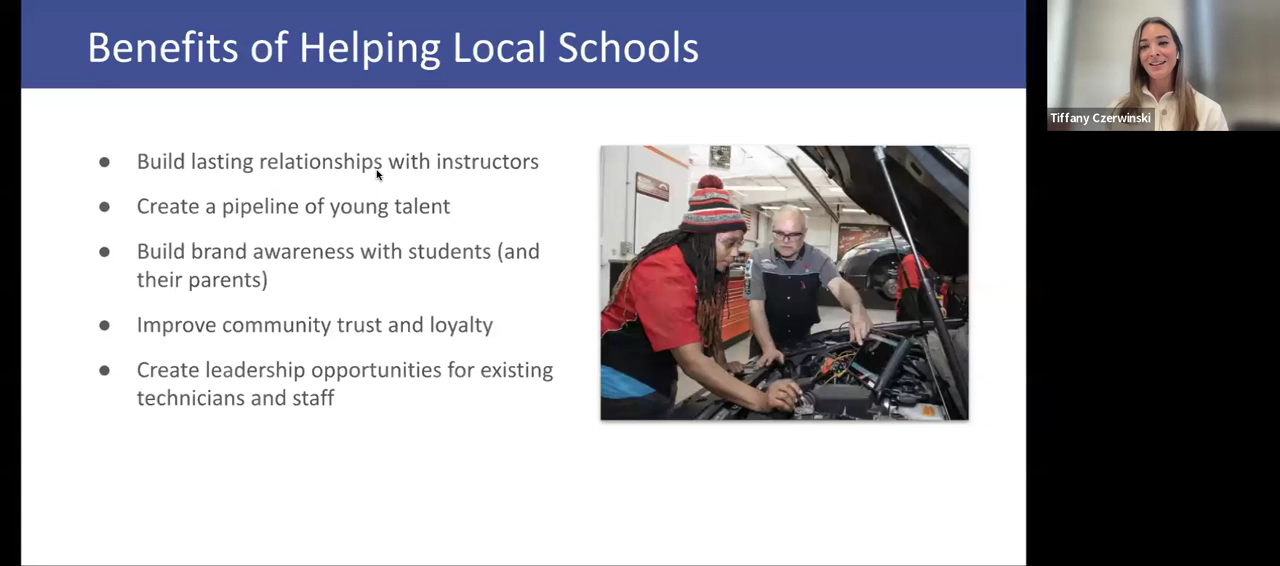 Benefits of Helping Local Schools
Tiffany Czerwinski
● Build lasting relationships with instructors
● Create a pipeline of young talent
● Build brand awareness with students (and
their parents)
● Improve community trust and loyalty
● Create leadership opportunities for existing
technicians and staff